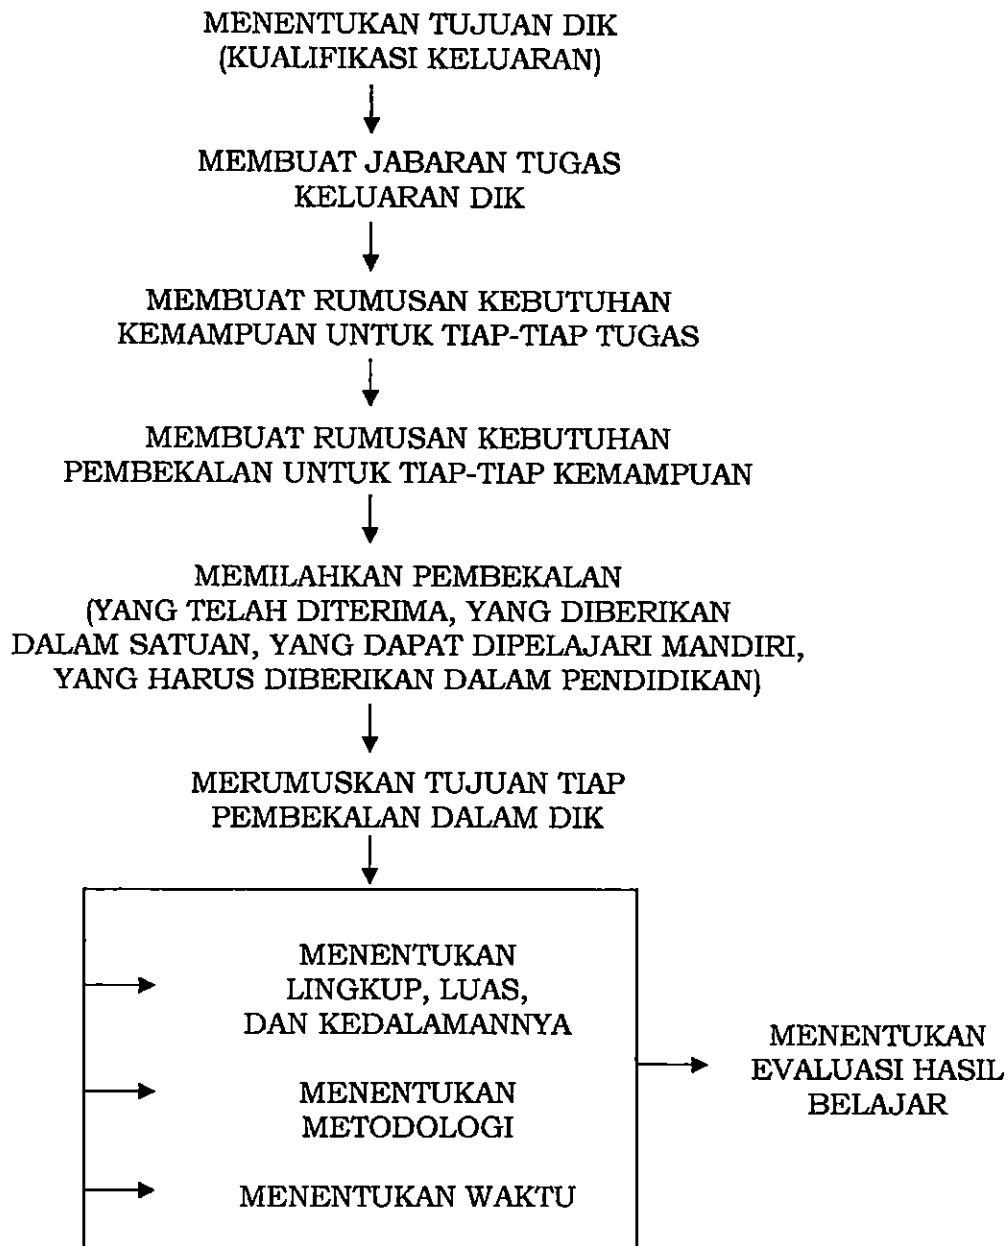 MENENTUKAN TUJUAN DIK
(KUALIFIKASI KELUARAN)
MEMBUAT JABARAN TUGAS
KELUARAN DIK
MEMBUAT RUMUSAN KEBUTUHAN
KEMAMPUAN UNTUK TIAP-TIAP TUGAS
MEMBUAT RUMUSAN KEBUTUHAN
PEMBEKALAN UNTUK TIAP-TIAP KEMAMPUAN
MEMILAHKAN PEMBEKALAN
(YANG TELAH DITERIMA, YANG DIBERIKAN
DALAM SATUAN, YANG DAPAT DIPELAJARI MANDIRI,
YANG HARUS DIBERIKAN DALAM PENDIDIKAN)
MERUMUSKAN TUJUAN TIAP
PEMBEKALAN DALAM DIK
MENENTUKAN
LINGKUP, LUAS,
DAN KEDALAMANNYA
MENENTUKAN
METODOLOGI
MENENTUKAN WAKTU
MENENTUKAN
EVALUASI HASIL
BELAJAR